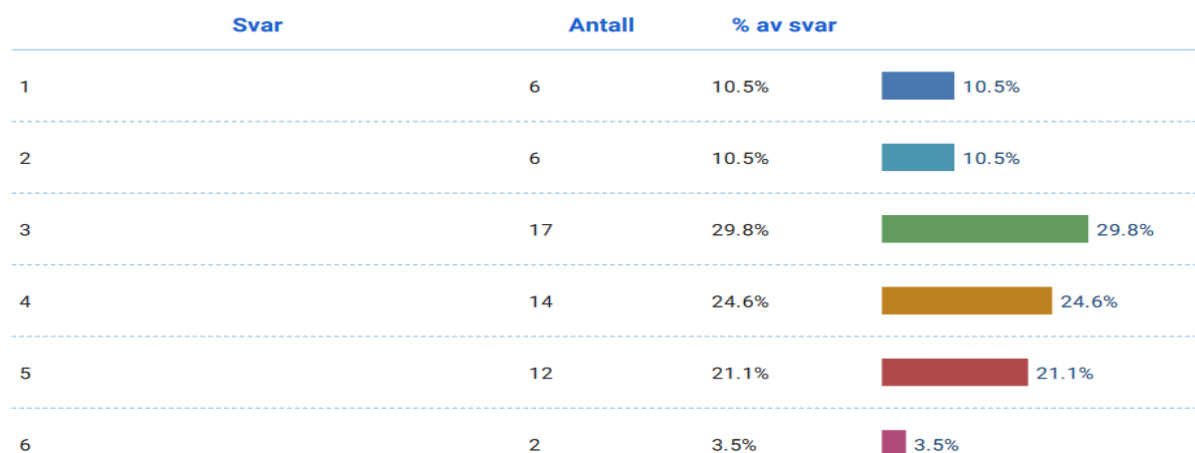 Svar Antall % av svar
1 6 10.5% 10.5%
2 6 10.5% 10.5%
3 17 29.8% 29.8%
4 14 24.6% 24.6%
5 12 21.1% 21.1%
6 2 3.5% 3.5%